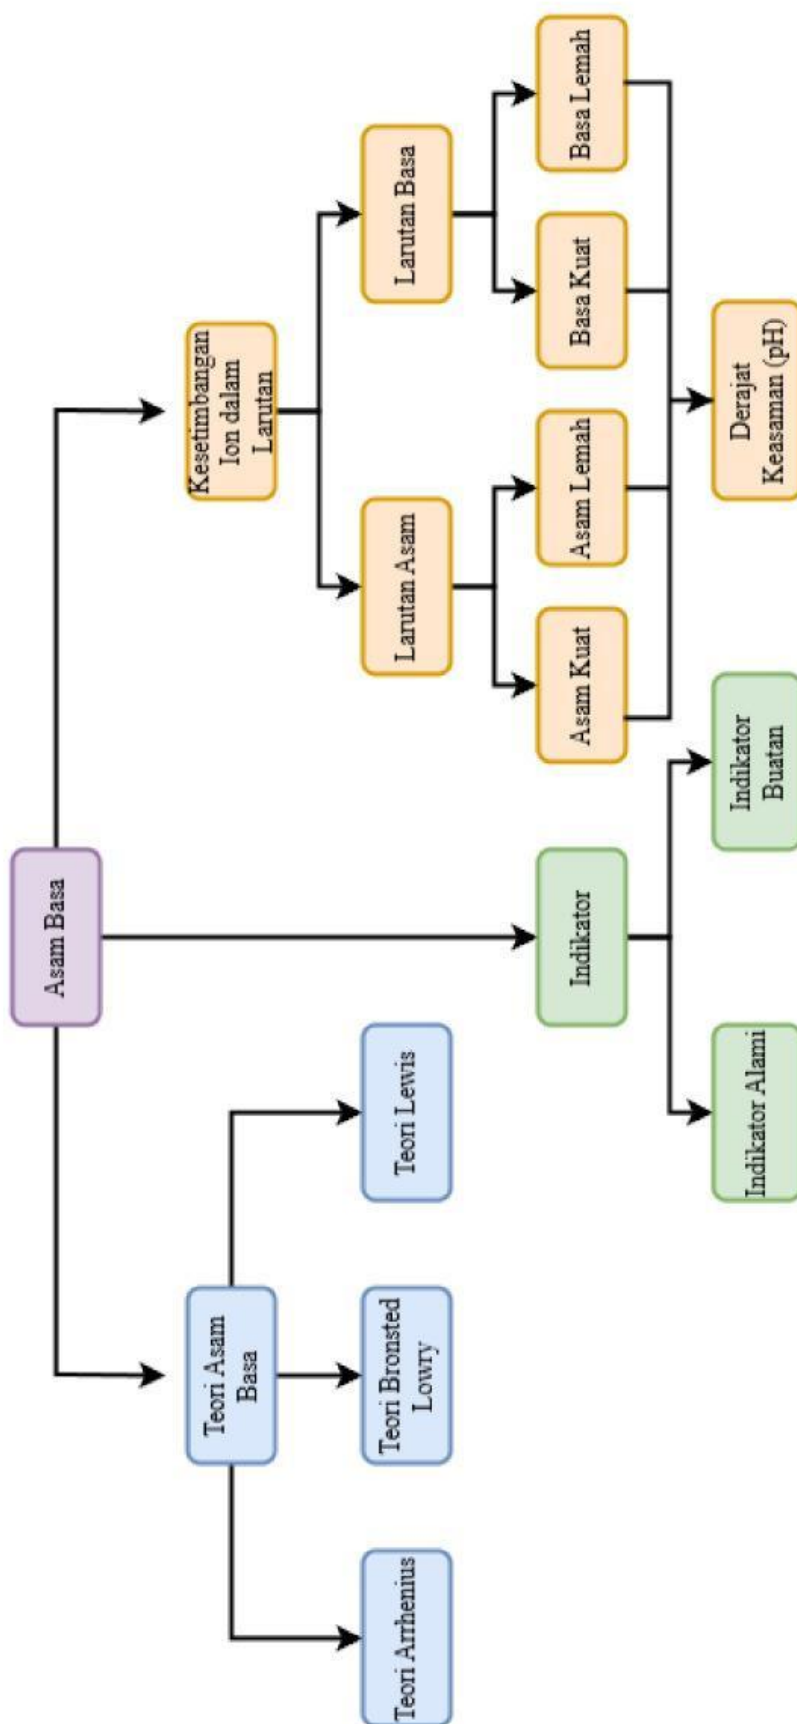 Asam Basa
Teori Asam
Basa
Kesetimbangan
Ion dalam
Larutan
Teori Arrhenius
Teori Bronsted
Lowry
Teori Lewis
Larutan Asam
Larutan Basa
Indikator
Asam Kuat
Asam Lemah
Basa Kuat
Basa Lemah
Indikator Alami
Indikator
Buatan
Derajat
Keasaman (pH)